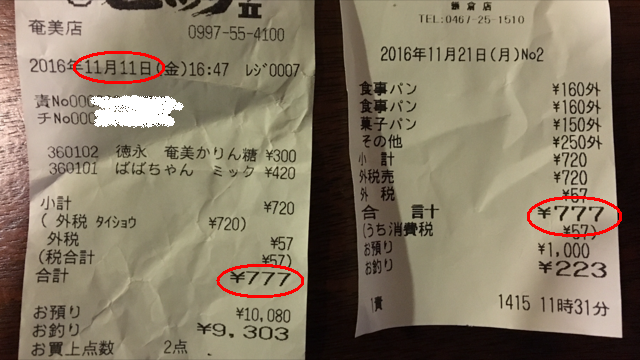 奄美店
0997-55-4100
2016年11月11日(金)16:47 レジ0007
責No000
チNo000
360102 徳永 奄美かりん糖 ¥300
360101 ばばちゃん ミック ¥420
小計 ¥720
(外税 タイショウ ¥720)
外税 ¥57
(税合計 ¥57)
合計 ¥777
お預り ¥10,080
お釣り ¥9,303
お買上点数 2点
鎌倉店
TEL:0467-25-1510
2016年11月21日(月)No2
食事パン ¥160外
食事パン ¥160外
菓子パン ¥150外
その他 ¥250外
小 計 ¥720
外税売 ¥720
外 税 ¥57
合 計 ¥777
(うち消費税 ¥57)
お預り ¥1,000
お釣り ¥223
1責 1415 11時31分